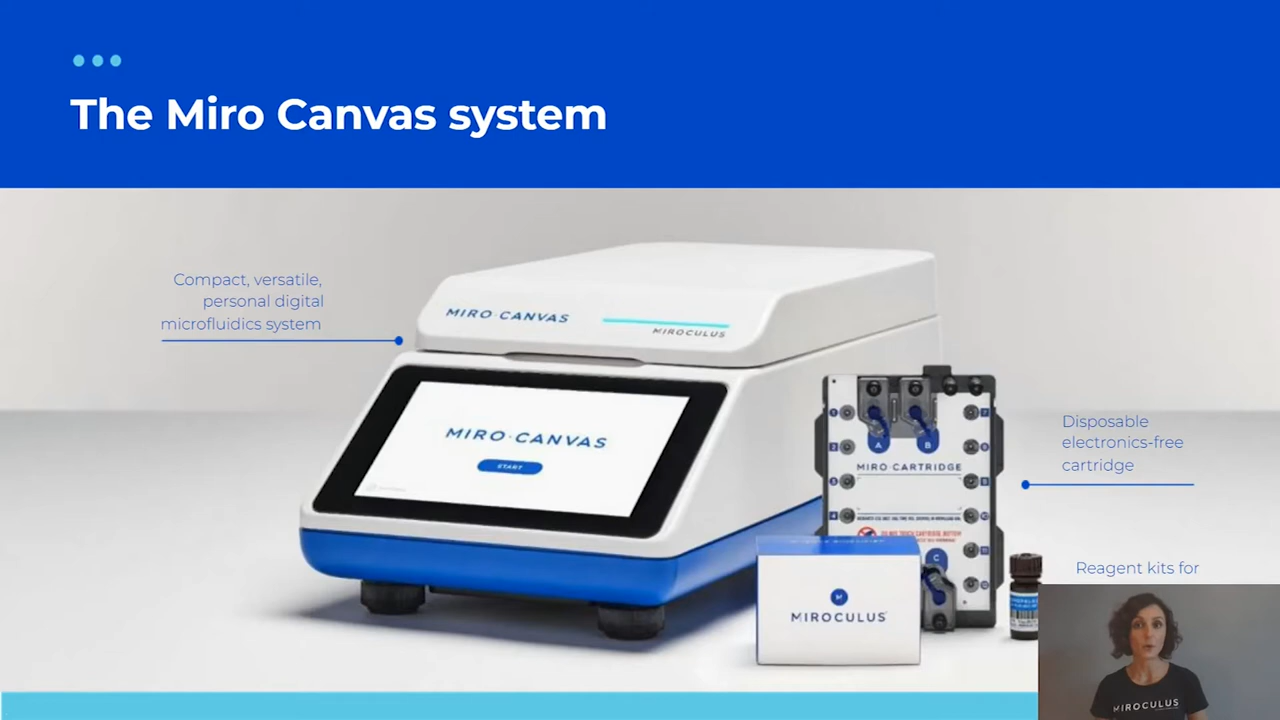 The Miro Canvas system
Compact, versatile,
personal digital
microfluidics system
MIRO CANVAS
MIROCULUS
MIRO·CANVAS
START
A
B
MIRO CARTRIDGE
C
Disposable
electronics-free
cartridge
M
MIROCULUS
Reagent kits for
MIROCULUS